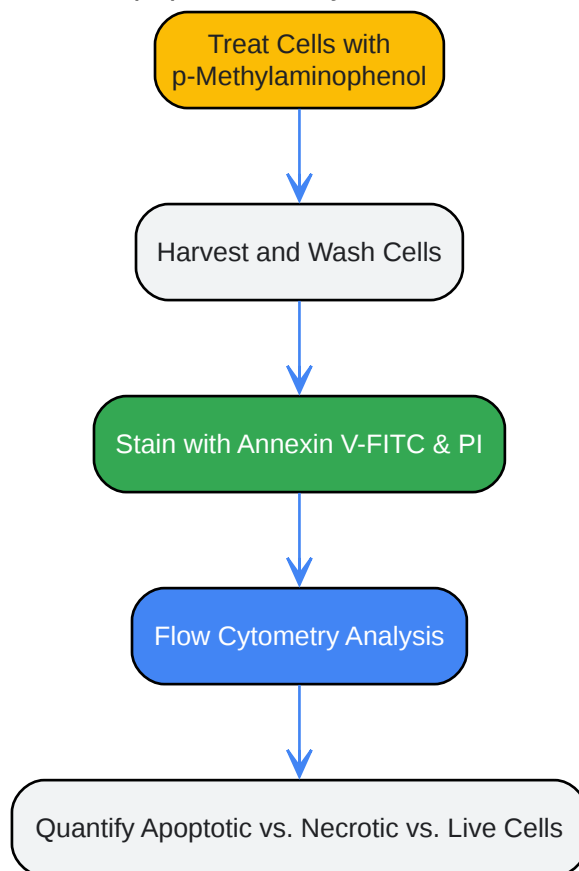 Treat Cells with
p-Methylaminophenol
Harvest and Wash Cells
Stain with Annexin V-FITC & PI
Flow Cytometry Analysis
Quantify Apoptotic vs. Necrotic vs. Live Cells